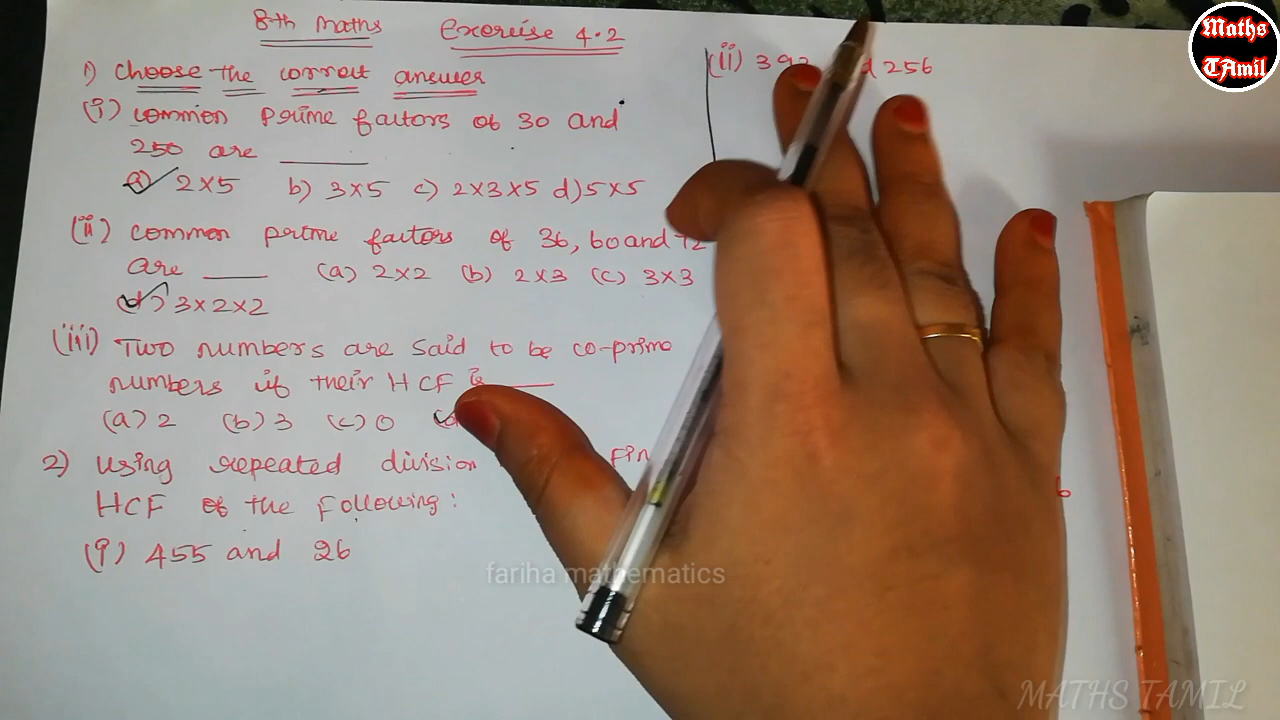 8th Maths Exercise 4.2
1) choose the correct answer
(i) common prime factors of 30 and
250 are ______
a) 2×5 b) 3×5 c) 2×3×5 d) 5×5
(ii) common prime factors of 36, 60 and 72
are ____ (a) 2×2 (b) 2×3 (c) 3×3
(d) 3×2×2
(iii) Two numbers are said to be co-prime
numbers if their HCF is ____
(a) 2 (b) 3 (c) 0
2) using repeated division
HCF of the following:
(i) 455 and 26
(ii) 256
6
Maths
TAmil
fariha mathematics
MATHS TAMIL